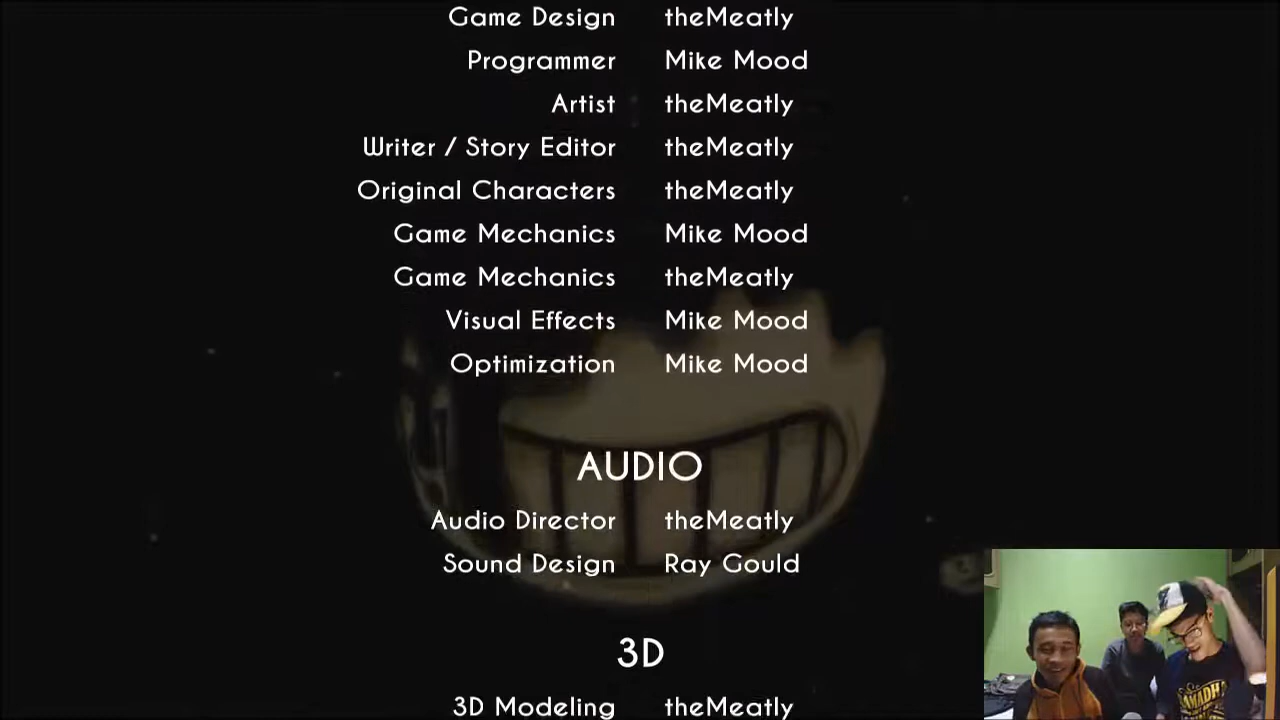 Game Design theMeatly
Programmer Mike Mood
Artist theMeatly
Writer / Story Editor theMeatly
Original Characters theMeatly
Game Mechanics Mike Mood
Game Mechanics theMeatly
Visual Effects Mike Mood
Optimization Mike Mood
AUDIO
Audio Director theMeatly
Sound Design Ray Gould
3D
3D Modeling theMeatly